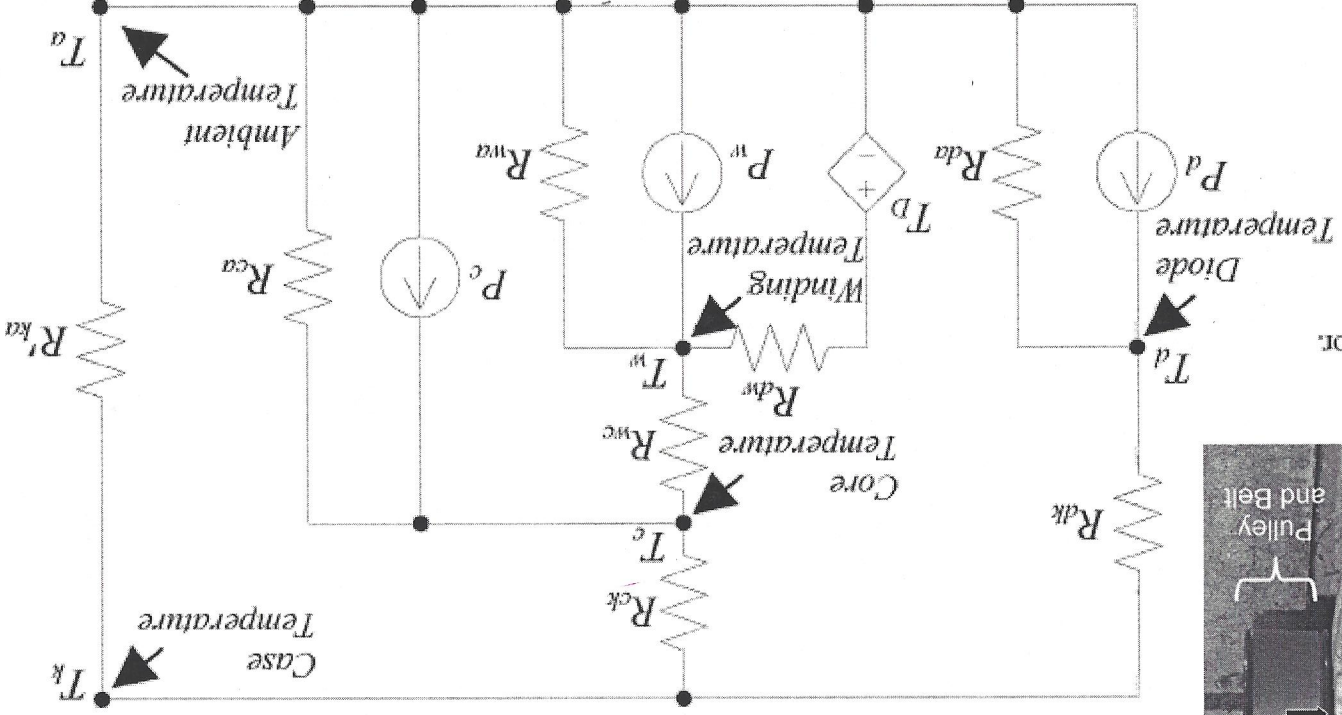 T_k
Case
Temperature
Pulley
and Belt
R_ck
T_c
R_dk
Core
Temperature
R_wc
R_dw
T_w
T_d
or.
R'_ka
Diode
Temperature
Winding
Temperature
P_c
R_ca
T_D
P_d
R_da
P_w
R_wa
Ambient
Temperature
T_a